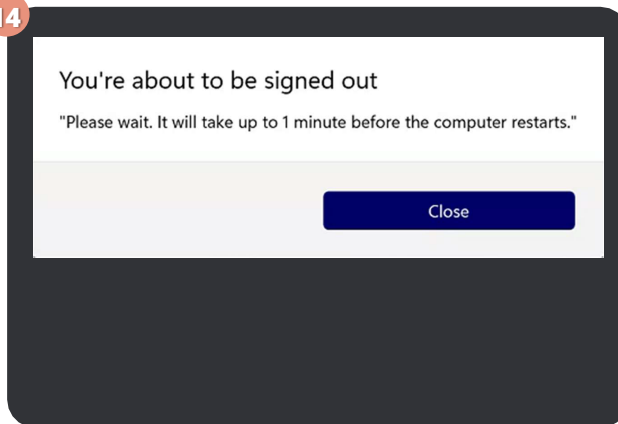 14
You're about to be signed out
"Please wait. It will take up to 1 minute before the computer restarts."
Close